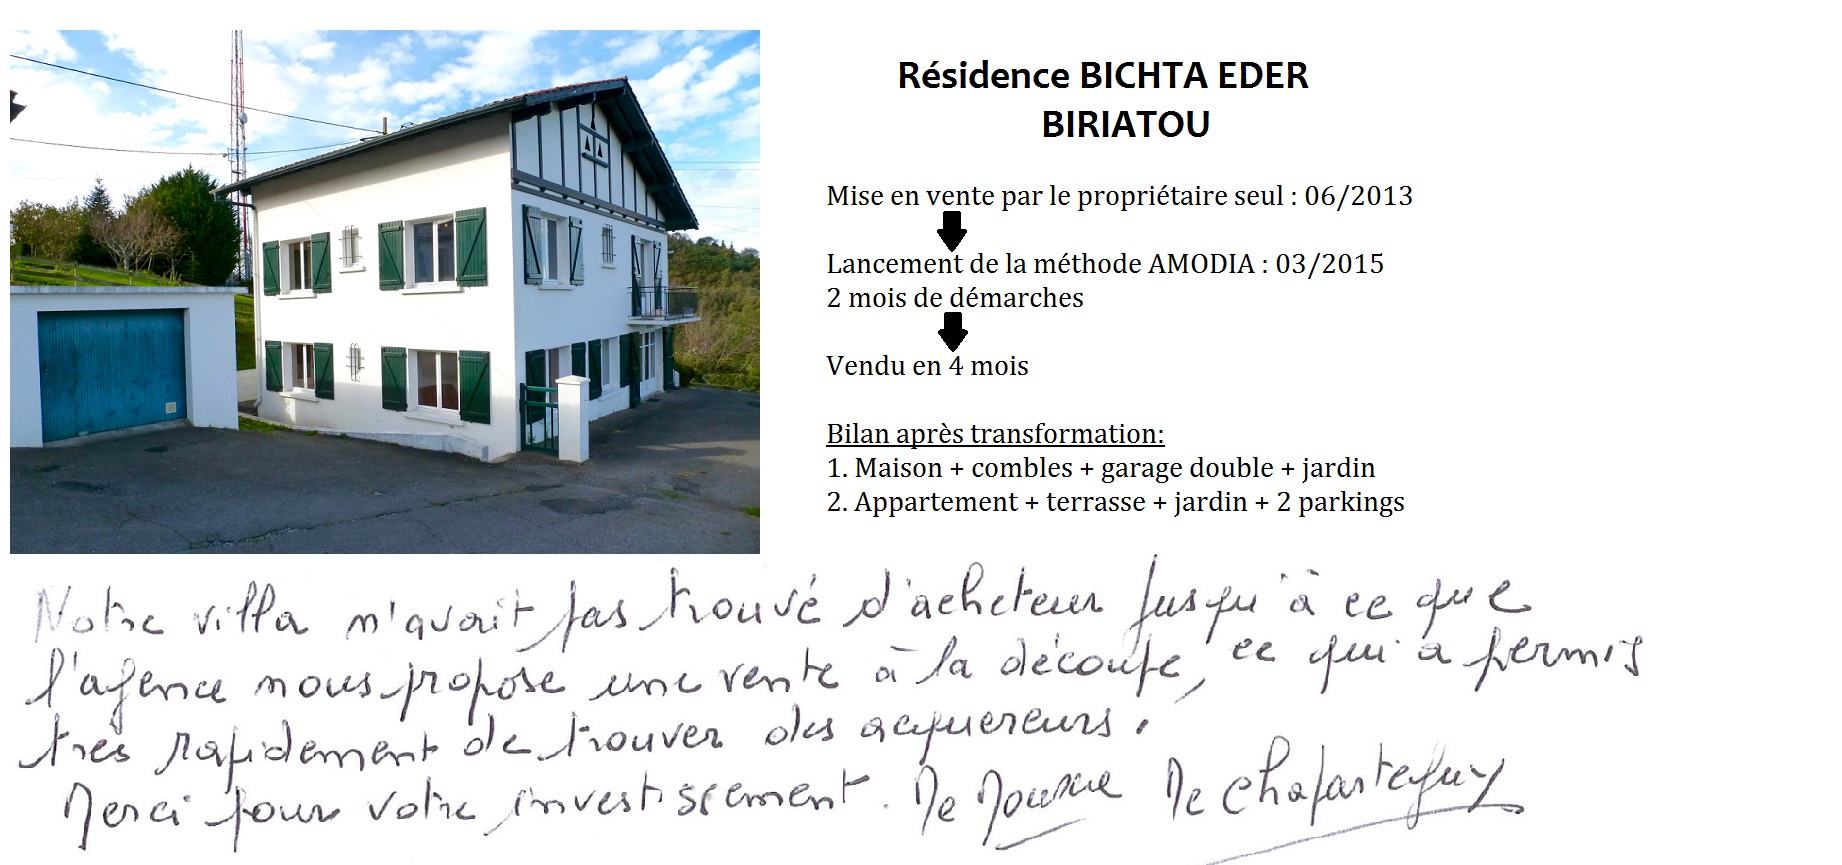 Résidence BICHTA EDER
BIRIATOU
Mise en vente par le propriétaire seul : 06/2013
Lancement de la méthode AMODIA : 03/2015
2 mois de démarches
Vendu en 4 mois
Bilan après transformation:
1. Maison + combles + garage double + jardin
2. Appartement + terrasse + jardin + 2 parkings
Notre villa n'avait pas trouvé d'acheteur jusqu'à ce que
l'agence nous propose une vente à la découpe, ce qui a permis
très rapidement de trouver des acquereurs.
Merci pour votre investissement. Me Me